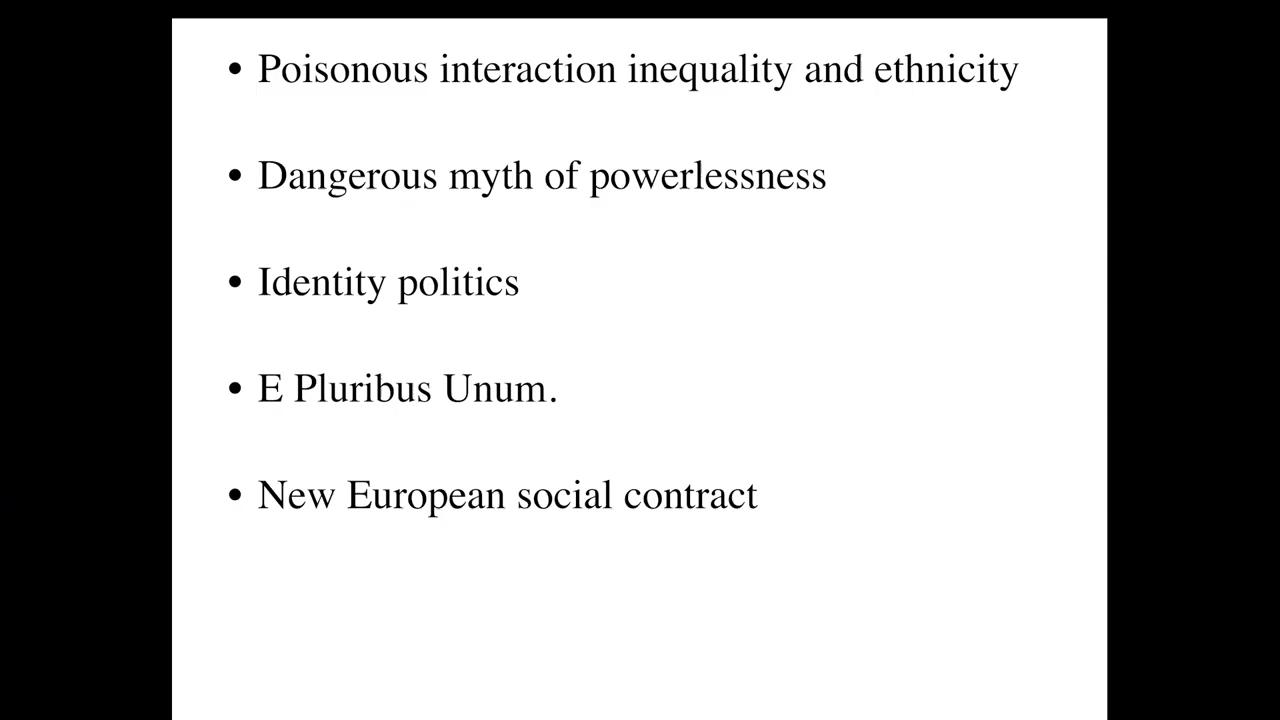 • Poisonous interaction inequality and ethnicity
• Dangerous myth of powerlessness
• Identity politics
• E Pluribus Unum.
• New European social contract